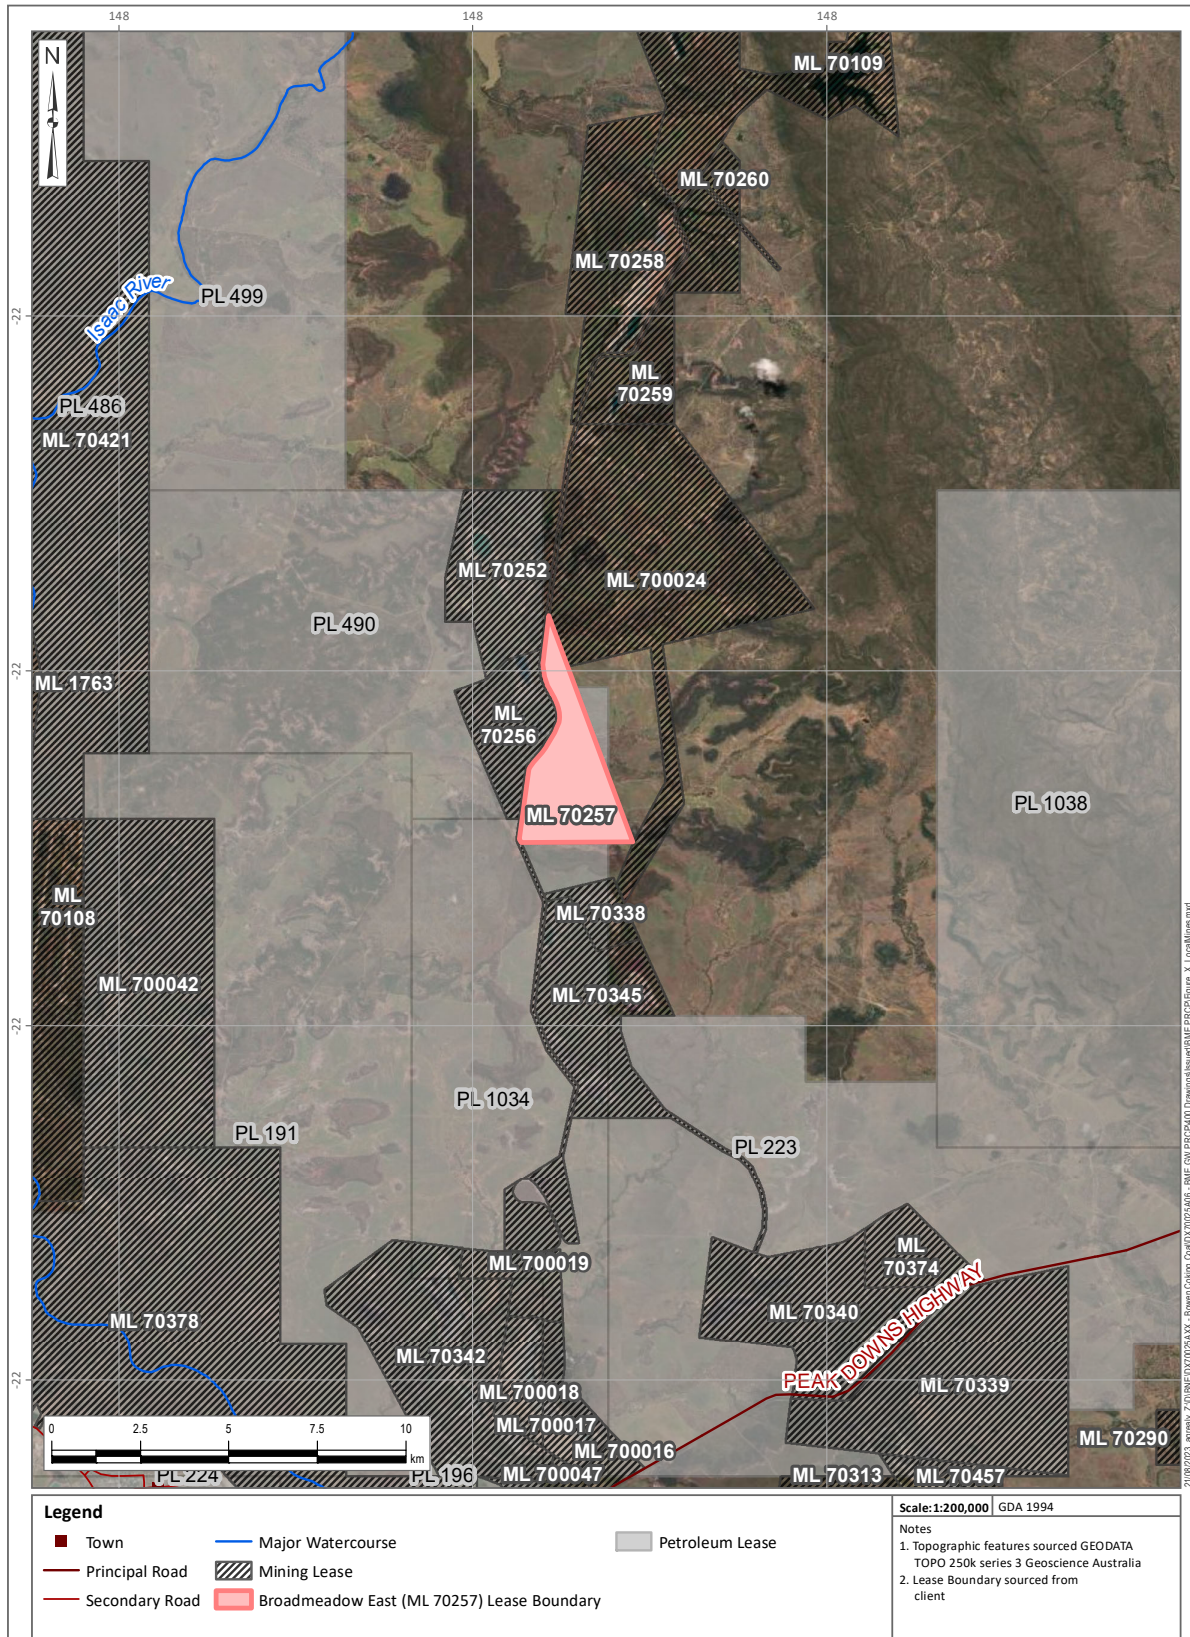 148
148
148
N
ML 70109
ML 70260
ML 70258
Isaac River
PL 499
-22
ML
70259
PL 486
ML 70421
ML 70252
ML 700024
PL 490
-22
ML 1763
ML
70256
PL 1038
ML 70257
ML
70108
ML 70338
ML 700042
ML 70345
-22
PL 1034
PL 191
PL 223
ML
70374
ML 700019
PEAK DOWNS HIGHWAY
ML 70340
ML 70378
ML 70342
-22
ML 70339
ML 700018
ML 700017
ML 70290
ML 700016
0 2.5 5 7.5 10
km
PL 224
PL 196
ML 700047
ML 70313
ML 70457
Legend
Town
Principal Road
Secondary Road
Major Watercourse
Mining Lease
Broadmeadow East (ML 70257) Lease Boundary
Petroleum Lease
Scale:1:200,000
GDA 1994
Notes
1. Topographic features sourced GEODATA
TOPO 250k series 3 Geoscience Australia
2. Lease Boundary sourced from
client